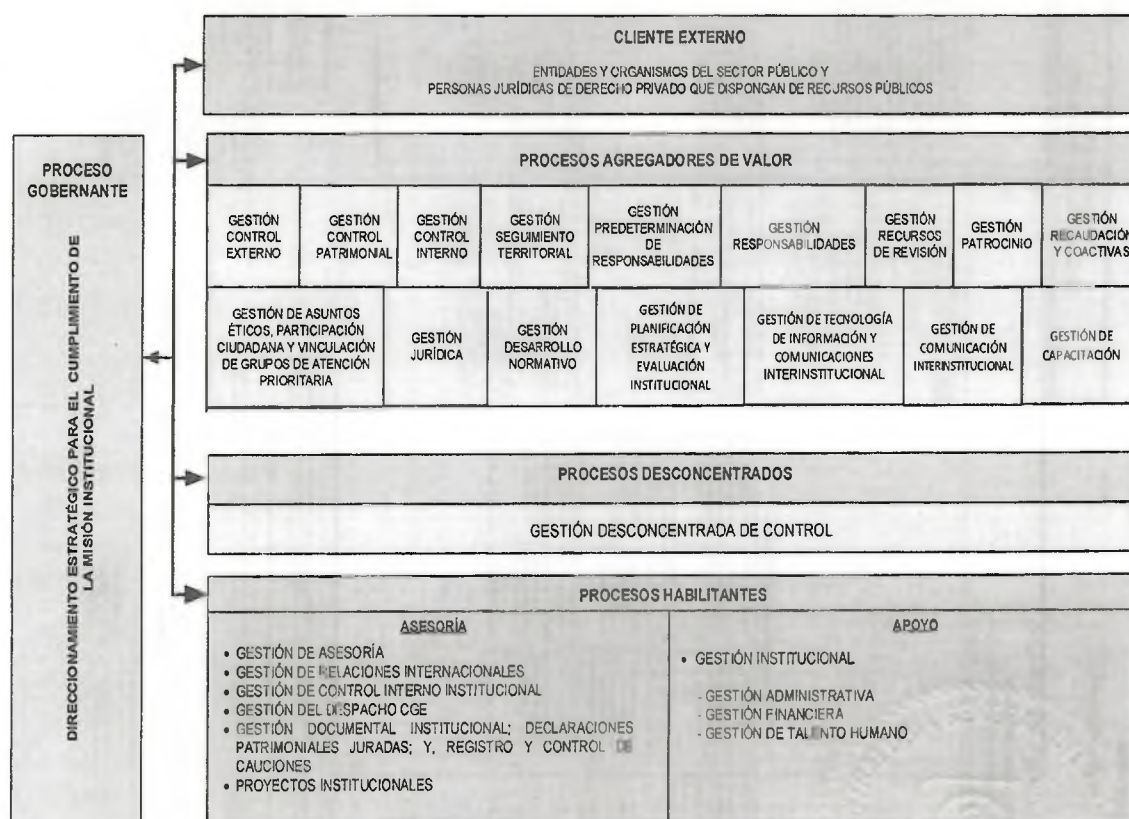 CLIENTE EXTERNO
ENTIDADES Y ORGANISMOS DEL SECTOR PÚBLICO Y
PERSONAS JURÍDICAS DE DERECHO PRIVADO QUE DISPONGAN DE RECURSOS PÚBLICOS
PROCESO
GOBERNANTE
DIRECCIONAMIENTO ESTRATÉGICO PARA EL CUMPLIMIENTO DE
LA MISIÓN INSTITUCIONAL
PROCESOS AGREGADORES DE VALOR
GESTIÓN
CONTROL
EXTERNO
GESTIÓN
CONTROL
PATRIMONIAL
GESTIÓN
CONTROL
INTERNO
GESTIÓN
SEGUIMIENTO
TERRITORIAL
GESTIÓN
PREDETERMINACIÓN
DE
RESPONSABILIDADES
GESTIÓN
RESPONSABILIDADES
GESTIÓN
RECURSOS
DE REVISIÓN
GESTIÓN
PATROCINIO
GESTIÓN
RECAUDACIÓN
Y COACTIVAS
GESTIÓN DE ASUNTOS
ÉTICOS, PARTICIPACIÓN
CIUDADANA Y VINCULACIÓN
DE GRUPOS DE ATENCIÓN
PRIORITARIA
GESTIÓN
JURÍDICA
GESTIÓN
DESARROLLO
NORMATIVO
GESTIÓN DE
PLANIFICACIÓN
ESTRATÉGICA Y
EVALUACIÓN
INSTITUCIONAL
GESTIÓN DE TECNOLOGÍA
DE INFORMACIÓN Y
COMUNICACIONES
INTERINSTITUCIONAL
GESTIÓN DE
COMUNICACIÓN
INTERINSTITUCIONAL
GESTIÓN DE
CAPACITACIÓN
PROCESOS DESCONCENTRADOS
GESTIÓN DESCONCENTRADA DE CONTROL
PROCESOS HABILITANTES
ASESORÍA
• GESTIÓN DE ASESORÍA
• GESTIÓN DE RELACIONES INTERNACIONALES
• GESTIÓN DE CONTROL INTERNO INSTITUCIONAL
• GESTIÓN DEL DESPACHO CGE
• GESTIÓN DOCUMENTAL INSTITUCIONAL; DECLARACIONES
PATRIMONIALES JURADAS; Y, REGISTRO Y CONTROL DE
CAUCIONES
• PROYECTOS INSTITUCIONALES
APOYO
• GESTIÓN INSTITUCIONAL
- GESTIÓN ADMINISTRATIVA
- GESTIÓN FINANCIERA
- GESTIÓN DE TALENTO HUMANO